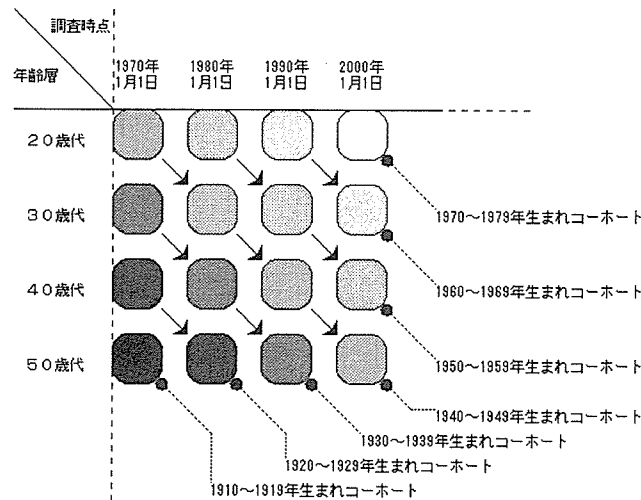 調査時点
年齢層
1970年 1980年 1990年 2000年
1月1日 1月1日 1月1日 1月1日
20歳代
30歳代
40歳代
50歳代
1970～1979年生まれコーホート
1960～1969年生まれコーホート
1950～1959年生まれコーホート
1940～1949年生まれコーホート
1930～1939年生まれコーホート
1920～1929年生まれコーホート
1910～1919年生まれコーホート